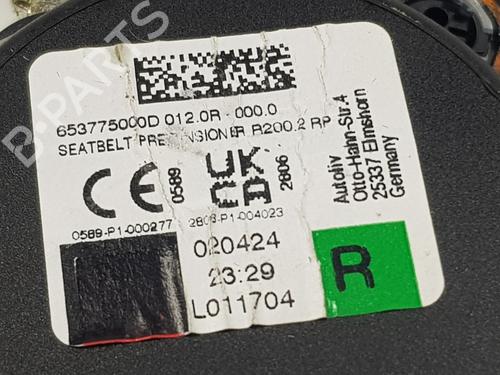 653775000D 012.0R - 000.0
SEATBELT PRETENSIONER R200.2 RP
CE 0589
UK CA 2806
0589-P1-000277
2806-P1-004023
Autoliv
Otto-Hahn-Str.4
25337 Elmshorn
Germany
020424
23:29
L011704
R
B-PARTS